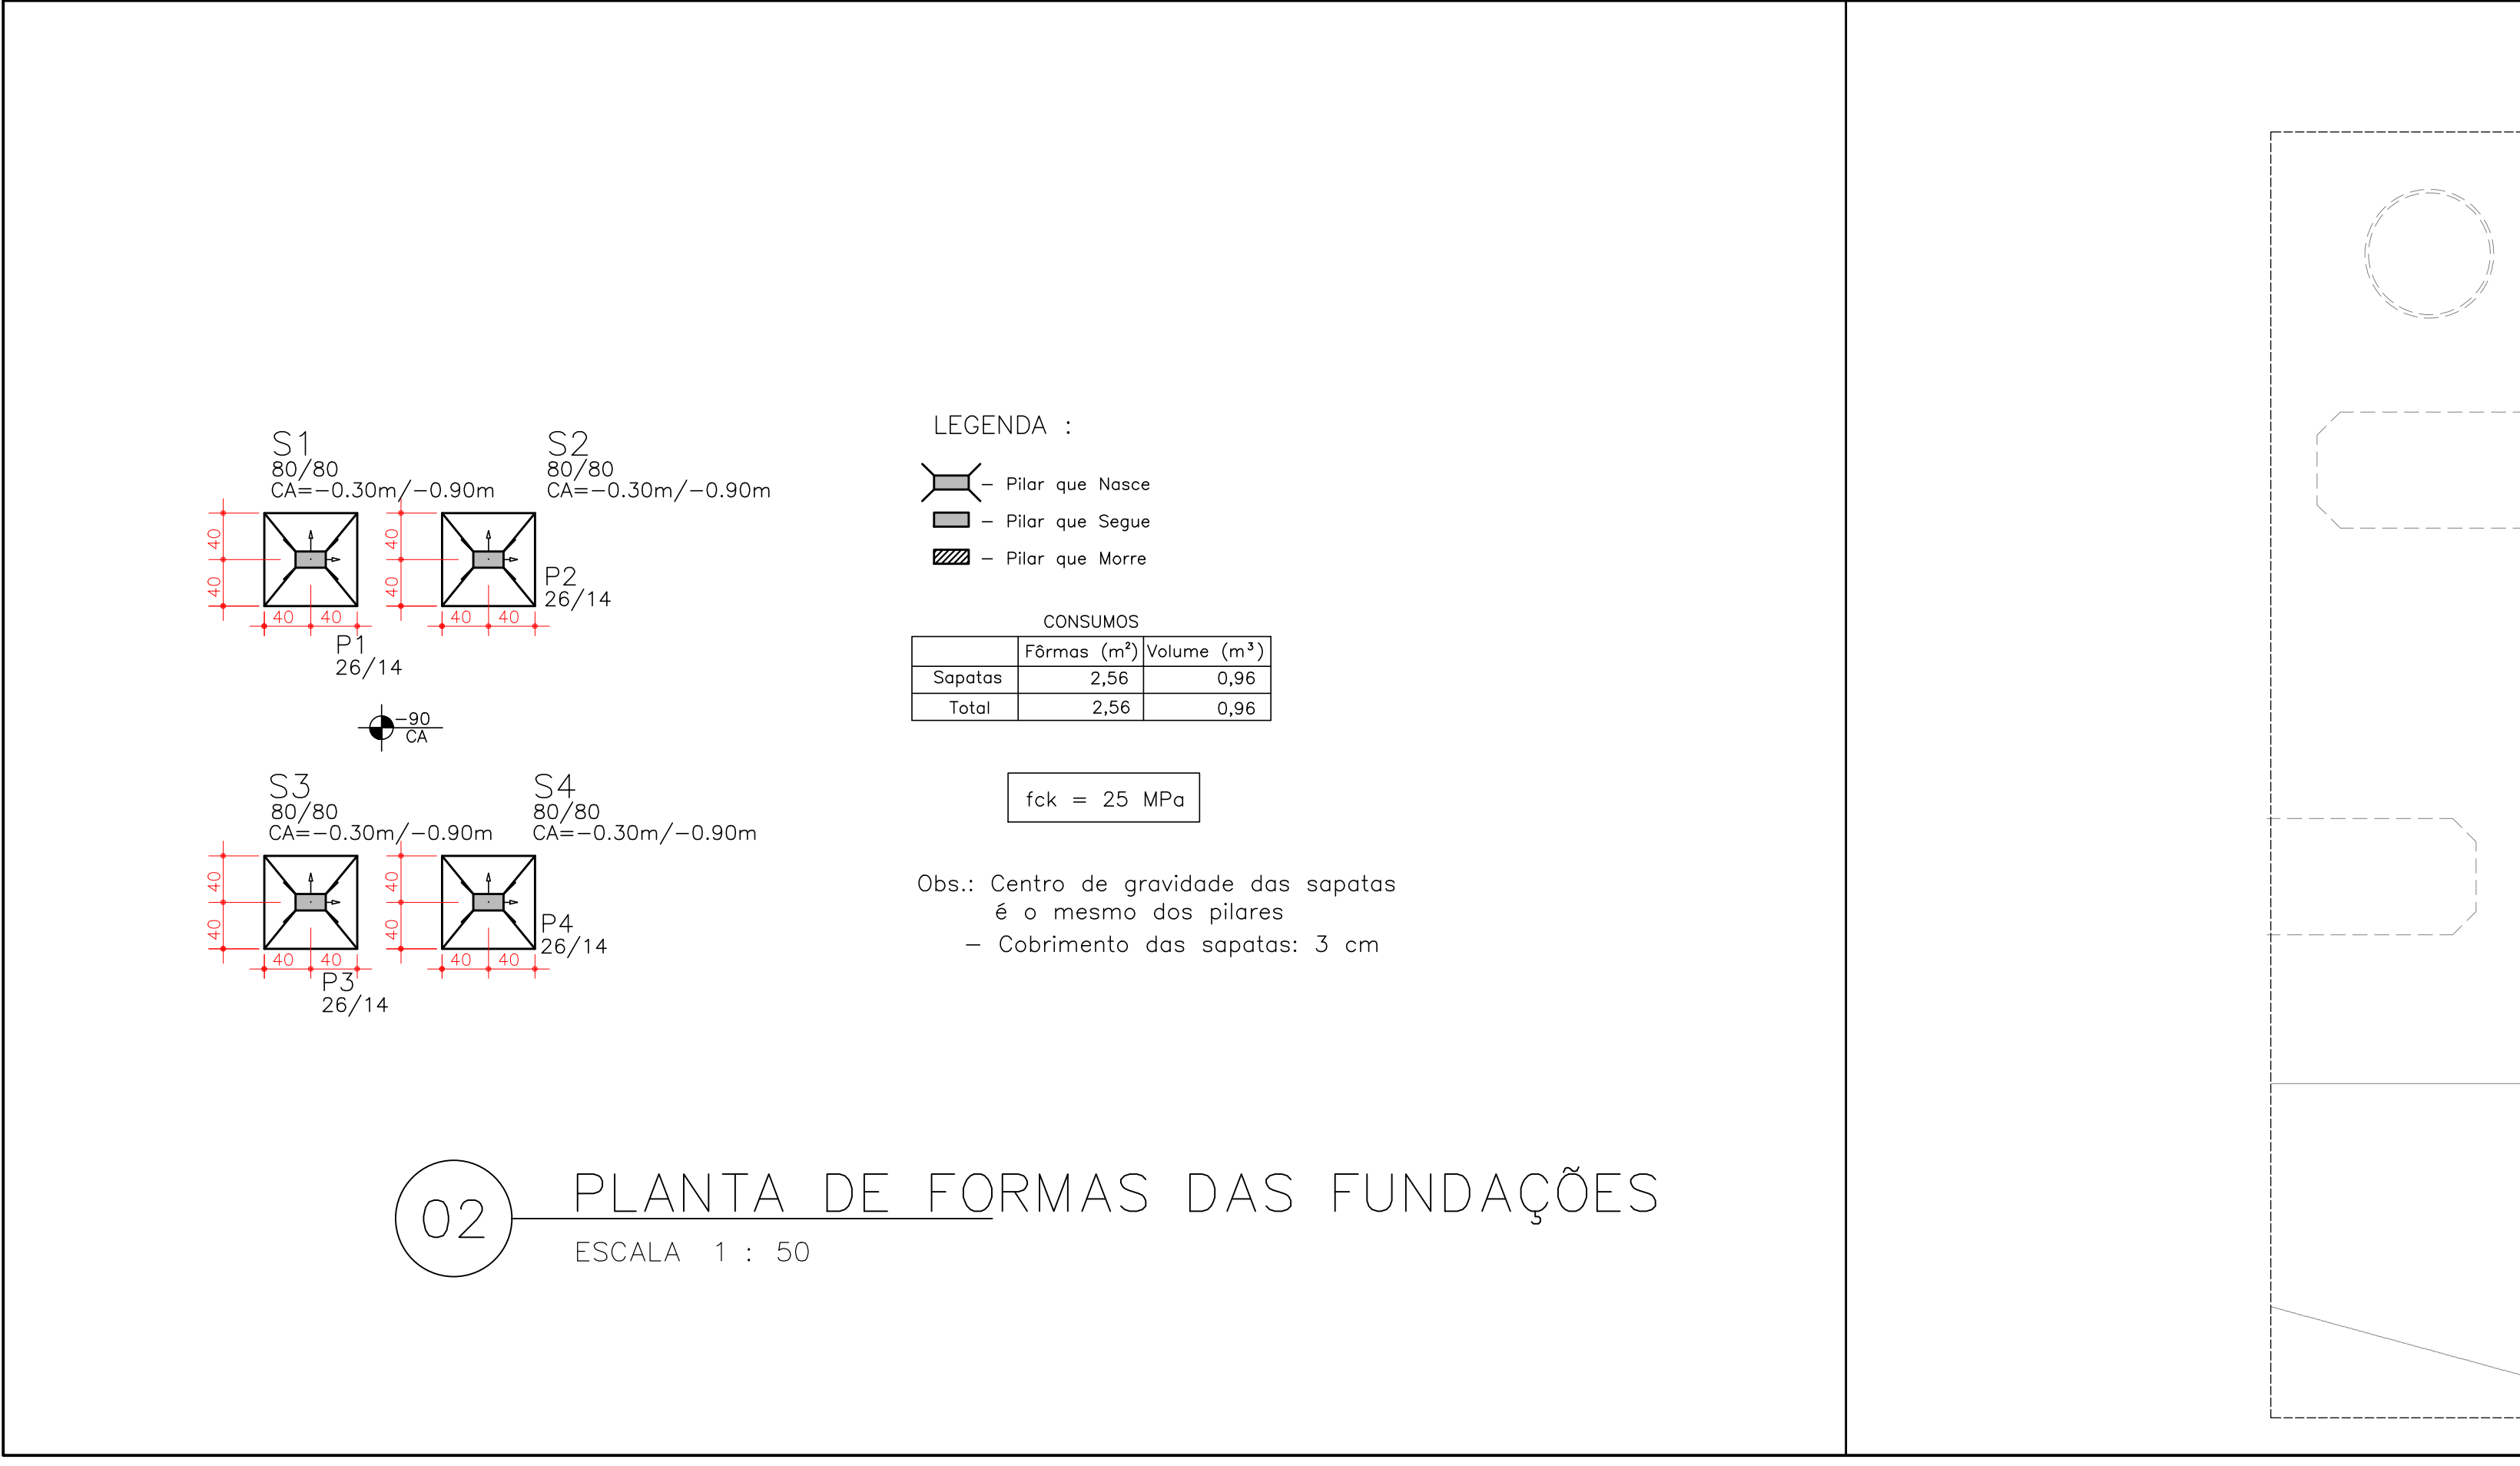 S1
80/80
CA=-0.30m/-0.90m
S2
80/80
CA=-0.30m/-0.90m
40
40
40
40
40 40
40 40
P1
26/14
P2
26/14
-90
CA
S3
80/80
CA=-0.30m/-0.90m
S4
80/80
CA=-0.30m/-0.90m
40
40
40
40
40 40
40 40
P3
26/14
P4
26/14
LEGENDA :
- Pilar que Nasce
- Pilar que Segue
- Pilar que Morre
CONSUMOS
Fôrmas (m²) Volume (m³)
Sapatas 2,56 0,96
Total 2,56 0,96
fck = 25 MPa
Obs.: Centro de gravidade das sapatas
é o mesmo dos pilares
- Cobrimento das sapatas: 3 cm
02 PLANTA DE FORMAS DAS FUNDAÇÕES
ESCALA 1 : 50